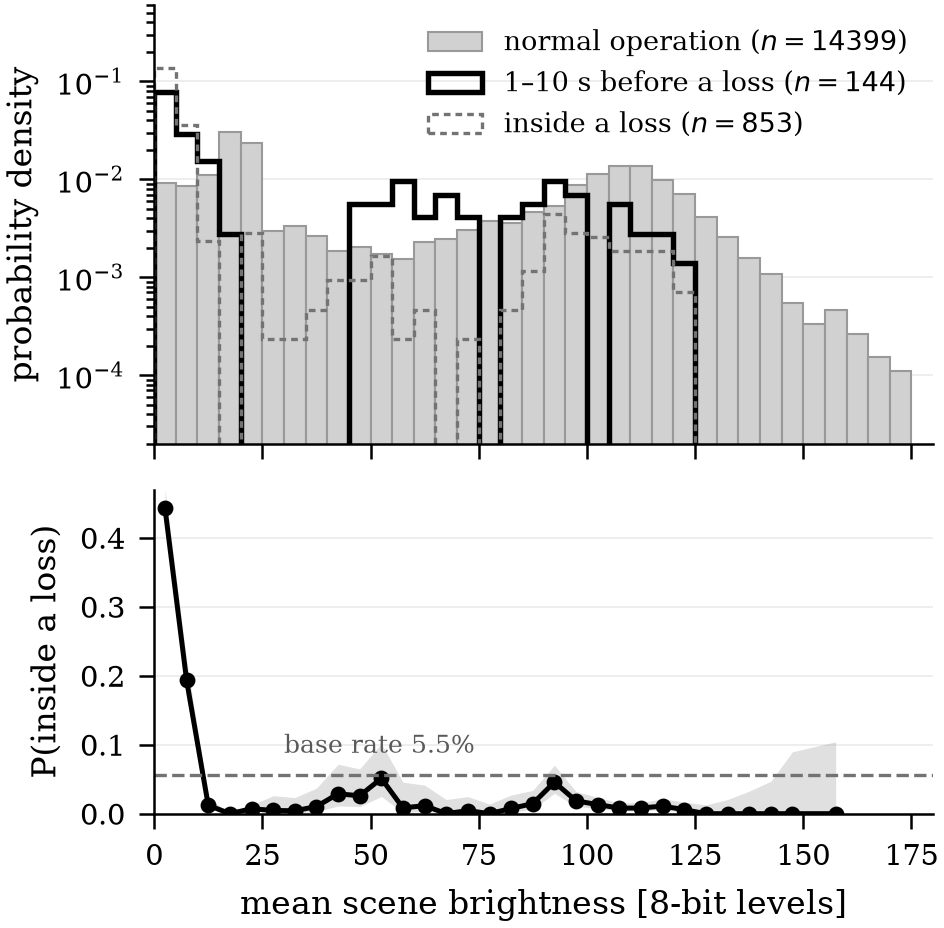 normal operation (n = 14399)
1–10 s before a loss (n = 144)
inside a loss (n = 853)
probability density
10⁻¹
10⁻²
10⁻³
10⁻⁴
P(inside a loss)
0.4
0.3
0.2
0.1
0.0
base rate 5.5%
0 25 50 75 100 125 150 175
mean scene brightness [8-bit levels]